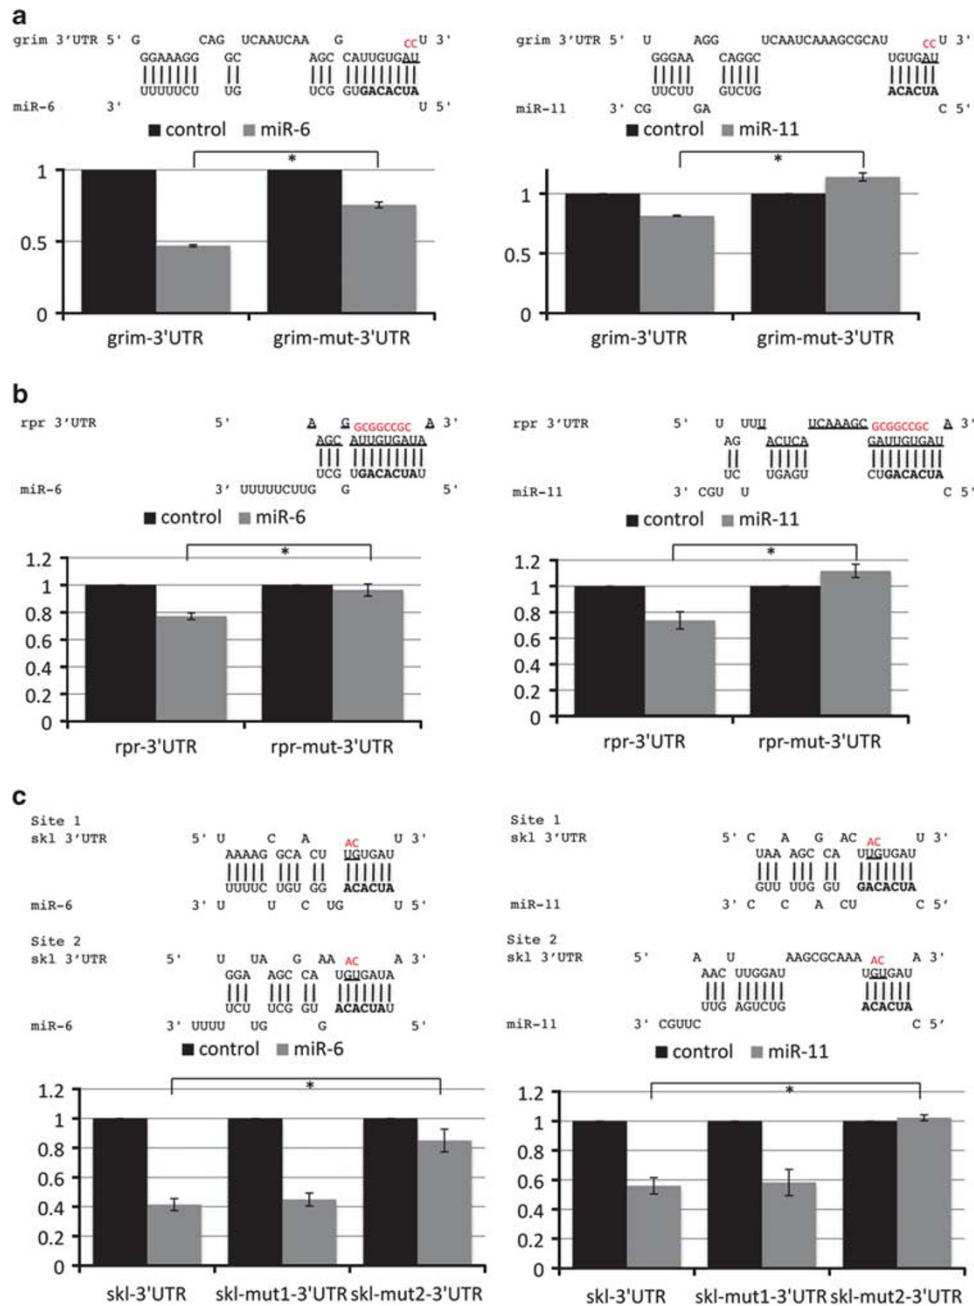 a
grim 3'UTR 5' G CAG UCAAUCAA G CC U 3'
GGAAAGG GC AGC CAUUGUGAU
UUUUUCU UG UCG GUGACACUA
miR-6 3' U 5'
control miR-6
*
1
0.5
0
grim-3'UTR grim-mut-3'UTR
grim 3'UTR 5' U AGG UCAAUCAAAGCGCAU CC U 3'
GGGAA CAGGC UGUGAU
UUCUU GUCUG ACACUA
miR-11 3' CG GA C 5'
control miR-11
*
1
0.5
0
grim-3'UTR grim-mut-3'UTR
b
rpr 3'UTR 5' A G GCGGCCGC A 3'
AGC AUUGUGAUA
UCG UGACACUAU
miR-6 3' UUUUUCUUG G 5'
control miR-6
*
1.2
1
0.8
0.6
0.4
0.2
0
rpr-3'UTR rpr-mut-3'UTR
rpr 3'UTR 5' U UUU UCAAAGC GCGGCCGC A 3'
AG ACUCA GAUUGUGAU
UC UGAGU CUGACACUA
miR-11 3' CGU U C 5'
control miR-11
*
1.2
1
0.8
0.6
0.4
0.2
0
rpr-3'UTR rpr-mut-3'UTR
c
Site 1
skl 3'UTR 5' U C A AC U 3'
AAAAG GCA CU UGUGAU
UUUUC UGU GG ACACUA
miR-6 3' U U C UG U 5'
Site 2
skl 3'UTR 5' U UA G AA AC A 3'
GGA AGC CA UGUGAUA
UCU UCG GU ACACUAU
miR-6 3' UUUU UG G 5'
control miR-6
*
1.2
1
0.8
0.6
0.4
0.2
0
skl-3'UTR skl-mut1-3'UTR skl-mut2-3'UTR
Site 1
skl 3'UTR 5' C A G AC AC U 3'
UAA AGC CA UUGUGAU
GUU UUG GU GACACUA
miR-11 3' C C A CU C 5'
Site 2
skl 3'UTR 5' A U AAGCGCAAA AC A 3'
AAC UUGGAU UGUGAU
UUG AGUCUG ACACUA
miR-11 3' CGUUC C 5'
control miR-11
*
1.2
1
0.8
0.6
0.4
0.2
0
skl-3'UTR skl-mut1-3'UTR skl-mut2-3'UTR